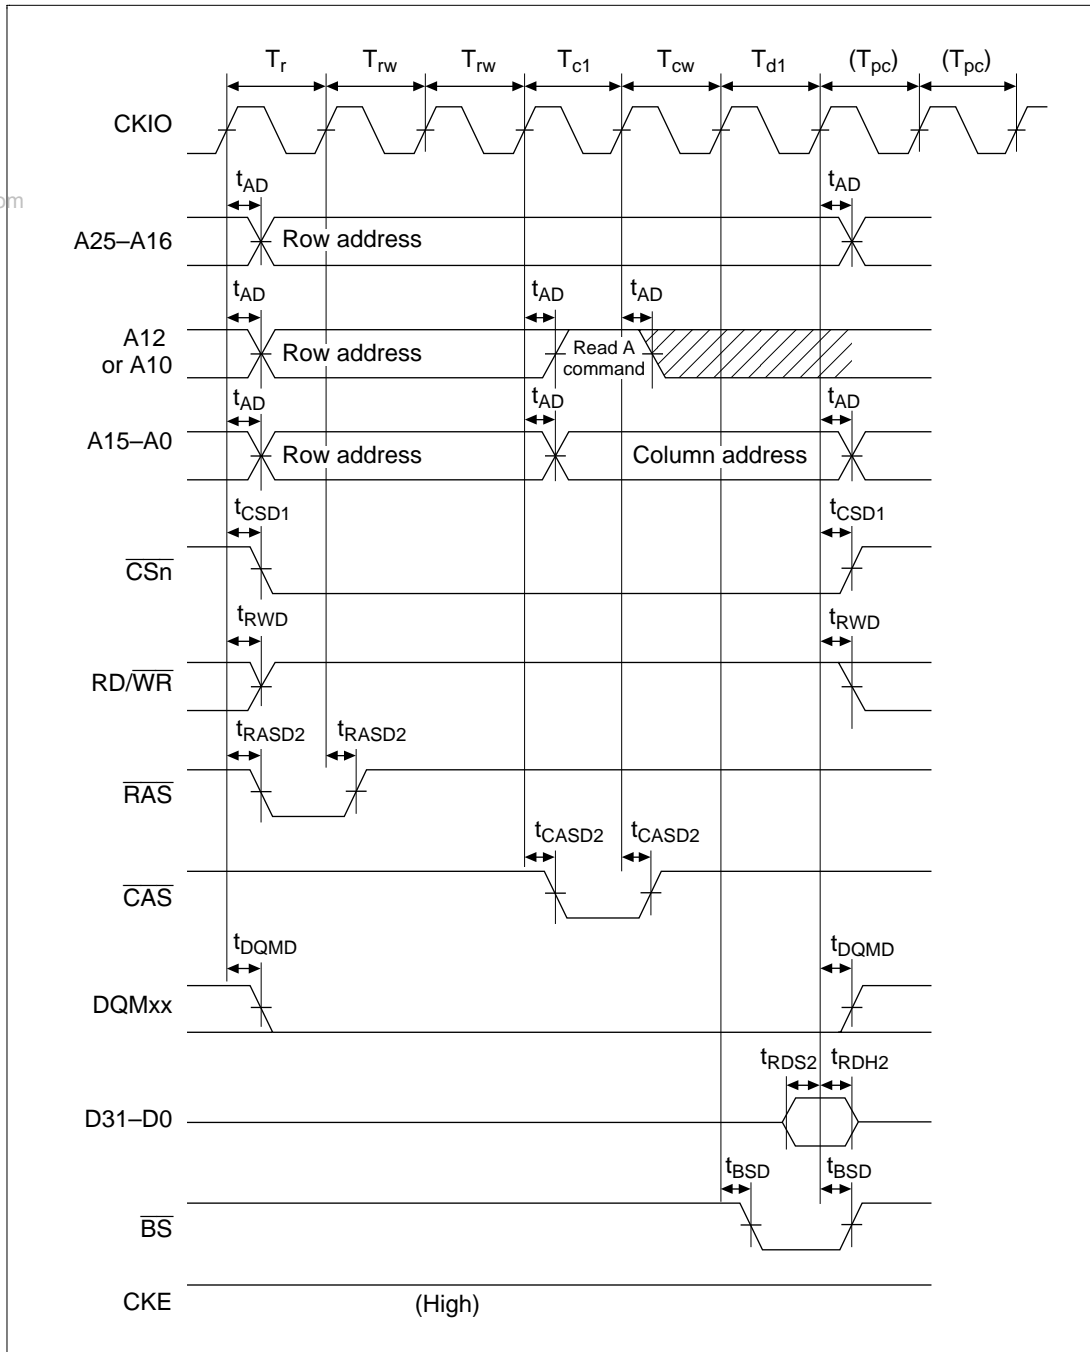 Tr Trw Trw Tc1 Tcw Td1 (Tpc) (Tpc)
CKIO
om
tAD tAD
A25–A16 Row address
tAD tAD tAD
A12
or A10 Row address Read A
command
tAD tAD tAD
A15–A0 Row address Column address
tCSD1 tCSD1
CSn
tRWD tRWD
RD/WR
tRASD2 tRASD2
RAS
tCASD2 tCASD2
CAS
tDQMD tDQMD
DQMxx
tRDS2 tRDH2
D31–D0
tBSD tBSD
BS
CKE (High)